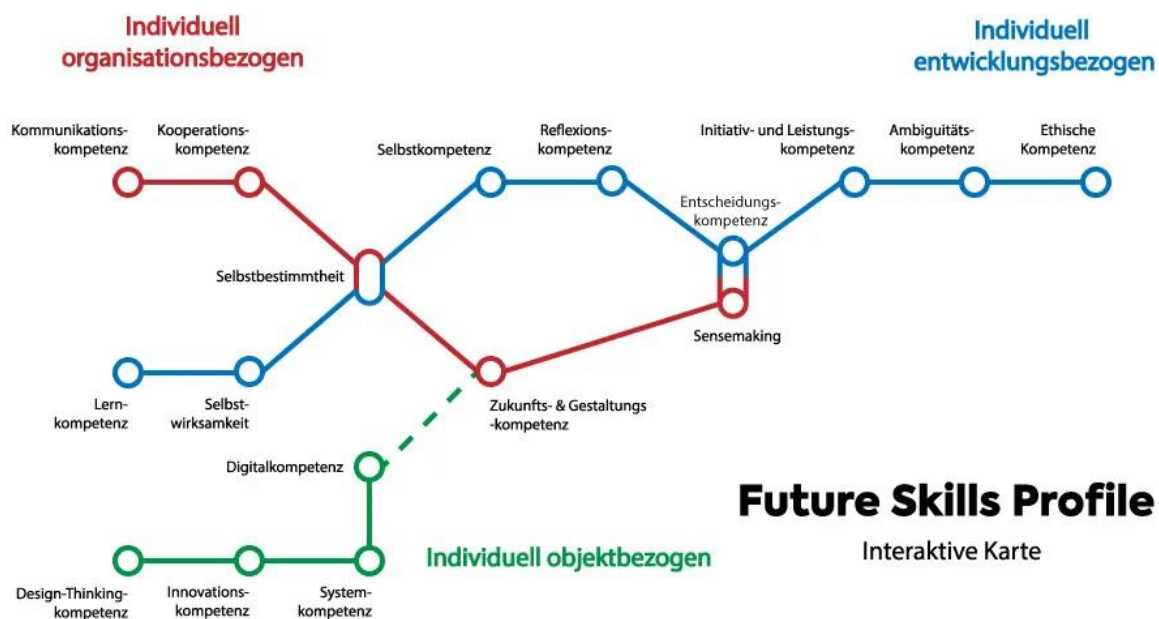 Individuell
organisationsbezogen
Individuell
entwicklungsbezogen
Kommunikations-
kompetenz
Kooperations-
kompetenz
Selbstkompetenz
Reflexions-
kompetenz
Initiativ- und Leistungs-
kompetenz
Ambiguitäts-
kompetenz
Ethische
Kompetenz
Entscheidungs-
kompetenz
Selbstbestimmtheit
Sensemaking
Lern-
kompetenz
Selbst-
wirksamkeit
Zukunfts- & Gestaltungs
-kompetenz
Digitalkompetenz
Future Skills Profile
Interaktive Karte
Individuell objektbezogen
Design-Thinking-
kompetenz
Innovations-
kompetenz
System-
kompetenz